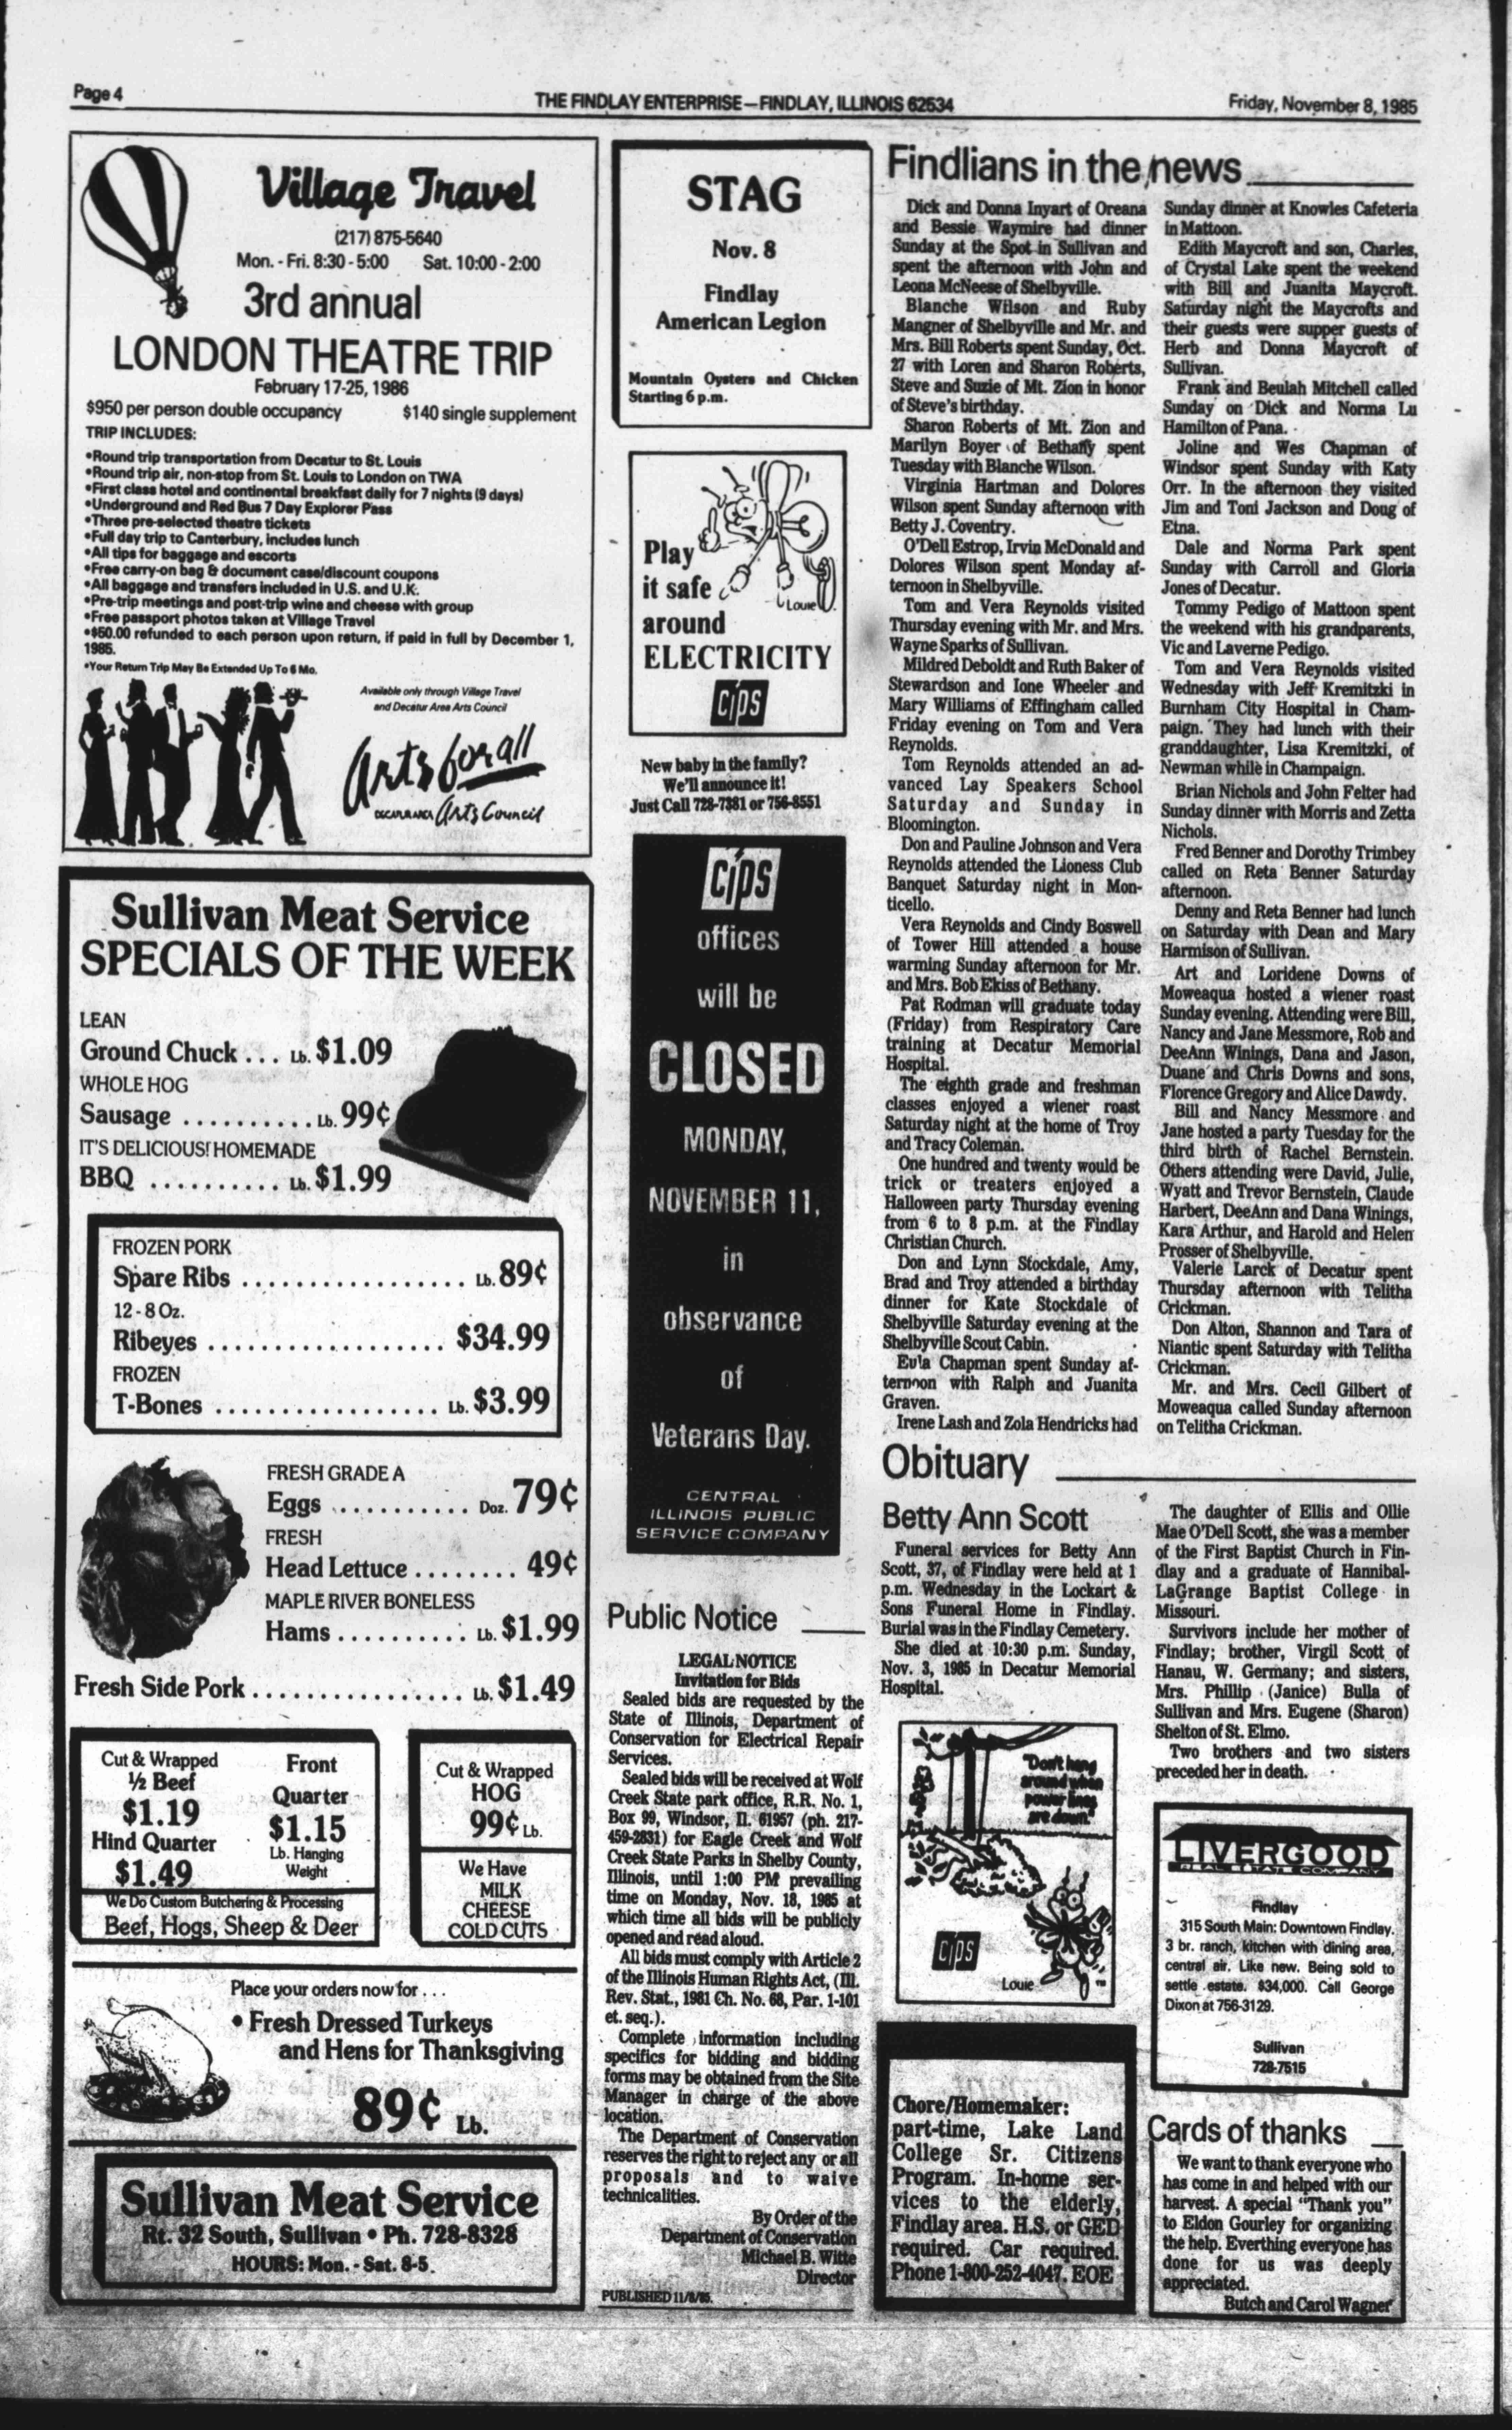 Page 4
THE FINDLAY ENTERPRISE—FINDLAY, ILLINOIS 62534
Friday, November 8, 1985
Village Travel
(217) 875-5640
Mon. - Fri. 8:30 - 5:00 Sat. 10:00 - 2:00
3rd annual
LONDON THEATRE TRIP
February 17-25, 1986
$950 per person double occupancy $140 single supplement
TRIP INCLUDES:
•Round trip transportation from Decatur to St. Louis
•Round trip air, non-stop from St. Louis to London on TWA
•First class hotel and continental breakfast daily for 7 nights (9 days)
•Underground and Red Bus 7 Day Explorer Pass
•Three pre-selected theatre tickets
•Full day trip to Canterbury, includes lunch
•All tips for baggage and escorts
•Free carry-on bag & document case/discount coupons
•All baggage and transfers included in U.S. and U.K.
•Pre-trip meetings and post-trip wine and cheese with group
•Free passport photos taken at Village Travel
•$50.00 refunded to each person upon return, if paid in full by December 1,
1985.
•Your Return Trip May Be Extended Up To 6 Mo.
Available only through Village Travel
and Decatur Area Arts Council
Arts for all
DECATUR AREA Arts Council
Sullivan Meat Service
SPECIALS OF THE WEEK
LEAN
Ground Chuck . . . Lb. $1.09
WHOLE HOG
Sausage . . . . . . . . . . Lb. 99¢
IT'S DELICIOUS! HOMEMADE
BBQ . . . . . . . . . . Lb. $1.99
FROZEN PORK
Spare Ribs . . . . . . . . . . . . . . . . . Lb. 89¢
12 - 8 Oz.
Ribeyes . . . . . . . . . . . . . . . . . . $34.99
FROZEN
T-Bones . . . . . . . . . . . . . . . . . Lb. $3.99
FRESH GRADE A
Eggs . . . . . . . . . . . Doz. 79¢
FRESH
Head Lettuce . . . . . . . . 49¢
MAPLE RIVER BONELESS
Hams . . . . . . . . . . Lb. $1.99
Fresh Side Pork . . . . . . . . . . . . . . . . Lb. $1.49
Cut & Wrapped
½ Beef
$1.19
Hind Quarter
$1.49
Front
Quarter
$1.15
Lb. Hanging
Weight
We Do Custom Butchering & Processing
Beef, Hogs, Sheep & Deer
Cut & Wrapped
HOG
99¢ Lb.
We Have
MILK
CHEESE
COLD CUTS
Place your orders now for . . .
• Fresh Dressed Turkeys
and Hens for Thanksgiving
89¢ Lb.
Sullivan Meat Service
Rt. 32 South, Sullivan • Ph. 728-8328
HOURS: Mon. - Sat. 8-5.
STAG
Nov. 8
Findlay
American Legion
Mountain Oysters and Chicken
Starting 6 p.m.
Play
it safe
around
ELECTRICITY
Louie
CIPS
New baby in the family?
We'll announce it!
Just Call 728-7381 or 756-8551
CIPS
offices
will be
CLOSED
MONDAY,
NOVEMBER 11,
in
observance
of
Veterans Day.
CENTRAL
ILLINOIS PUBLIC
SERVICE COMPANY
Public Notice
LEGAL NOTICE
Invitation for Bids
Sealed bids are requested by the
State of Illinois, Department of
Conservation for Electrical Repair
Services.
Sealed bids will be received at Wolf
Creek State park office, R.R. No. 1,
Box 99, Windsor, Il. 61957 (ph. 217-
459-2831) for Eagle Creek and Wolf
Creek State Parks in Shelby County,
Illinois, until 1:00 PM prevailing
time on Monday, Nov. 18, 1985 at
which time all bids will be publicly
opened and read aloud.
All bids must comply with Article 2
of the Illinois Human Rights Act, (Ill.
Rev. Stat., 1981 Ch. No. 68, Par. 1-101
et. seq.).
Complete information including
specifics for bidding and bidding
forms may be obtained from the Site
Manager in charge of the above
location.
The Department of Conservation
reserves the right to reject any or all
proposals and to waive
technicalities.
By Order of the
Department of Conservation
Michael B. Witte
Director
PUBLISHED 11/8/85.
Findlians in the news
Dick and Donna Inyart of Oreana
and Bessie Waymire had dinner
Sunday at the Spot in Sullivan and
spent the afternoon with John and
Leona McNeese of Shelbyville.
Blanche Wilson and Ruby
Mangner of Shelbyville and Mr. and
Mrs. Bill Roberts spent Sunday, Oct.
27 with Loren and Sharon Roberts,
Steve and Suzie of Mt. Zion in honor
of Steve's birthday.
Sharon Roberts of Mt. Zion and
Marilyn Boyer of Bethany spent
Tuesday with Blanche Wilson.
Virginia Hartman and Dolores
Wilson spent Sunday afternoon with
Betty J. Coventry.
O'Dell Estrop, Irvin McDonald and
Dolores Wilson spent Monday af-
ternoon in Shelbyville.
Tom and Vera Reynolds visited
Thursday evening with Mr. and Mrs.
Wayne Sparks of Sullivan.
Mildred Deboldt and Ruth Baker of
Stewardson and Ione Wheeler and
Mary Williams of Effingham called
Friday evening on Tom and Vera
Reynolds.
Tom Reynolds attended an ad-
vanced Lay Speakers School
Saturday and Sunday in
Bloomington.
Don and Pauline Johnson and Vera
Reynolds attended the Lioness Club
Banquet Saturday night in Mon-
ticello.
Vera Reynolds and Cindy Boswell
of Tower Hill attended a house
warming Sunday afternoon for Mr.
and Mrs. Bob Ekiss of Bethany.
Pat Rodman will graduate today
(Friday) from Respiratory Care
training at Decatur Memorial
Hospital.
The eighth grade and freshman
classes enjoyed a wiener roast
Saturday night at the home of Troy
and Tracy Coleman.
One hundred and twenty would be
trick or treaters enjoyed a
Halloween party Thursday evening
from 6 to 8 p.m. at the Findlay
Christian Church.
Don and Lynn Stockdale, Amy,
Brad and Troy attended a birthday
dinner for Kate Stockdale of
Shelbyville Saturday evening at the
Shelbyville Scout Cabin.
Eula Chapman spent Sunday af-
ternoon with Ralph and Juanita
Graven.
Irene Lash and Zola Hendricks had
Sunday dinner at Knowles Cafeteria
in Mattoon.
Edith Maycroft and son, Charles,
of Crystal Lake spent the weekend
with Bill and Juanita Maycroft.
Saturday night the Maycrofts and
their guests were supper guests of
Herb and Donna Maycroft of
Sullivan.
Frank and Beulah Mitchell called
Sunday on Dick and Norma Lu
Hamilton of Pana.
Joline and Wes Chapman of
Windsor spent Sunday with Katy
Orr. In the afternoon they visited
Jim and Toni Jackson and Doug of
Etna.
Dale and Norma Park spent
Sunday with Carroll and Gloria
Jones of Decatur.
Tommy Pedigo of Mattoon spent
the weekend with his grandparents,
Vic and Laverne Pedigo.
Tom and Vera Reynolds visited
Wednesday with Jeff Kremitzki in
Burnham City Hospital in Cham-
paign. They had lunch with their
granddaughter, Lisa Kremitzki, of
Newman while in Champaign.
Brian Nichols and John Felter had
Sunday dinner with Morris and Zetta
Nichols.
Fred Benner and Dorothy Trimbey
called on Reta Benner Saturday
afternoon.
Denny and Reta Benner had lunch
on Saturday with Dean and Mary
Harmison of Sullivan.
Art and Loridene Downs of
Moweaqua hosted a wiener roast
Sunday evening. Attending were Bill,
Nancy and Jane Messmore, Rob and
DeeAnn Winings, Dana and Jason,
Duane and Chris Downs and sons,
Florence Gregory and Alice Dawdy.
Bill and Nancy Messmore and
Jane hosted a party Tuesday for the
third birth of Rachel Bernstein.
Others attending were David, Julie,
Wyatt and Trevor Bernstein, Claude
Harbert, DeeAnn and Dana Winings,
Kara Arthur, and Harold and Helen
Prosser of Shelbyville.
Valerie Larck of Decatur spent
Thursday afternoon with Telitha
Crickman.
Don Alton, Shannon and Tara of
Niantic spent Saturday with Telitha
Crickman.
Mr. and Mrs. Cecil Gilbert of
Moweaqua called Sunday afternoon
on Telitha Crickman.
Obituary
Betty Ann Scott
Funeral services for Betty Ann
Scott, 37, of Findlay were held at 1
p.m. Wednesday in the Lockart &
Sons Funeral Home in Findlay.
Burial was in the Findlay Cemetery.
She died at 10:30 p.m. Sunday,
Nov. 3, 1985 in Decatur Memorial
Hospital.
The daughter of Ellis and Ollie
Mae O'Dell Scott, she was a member
of the First Baptist Church in Fin-
dlay and a graduate of Hannibal-
LaGrange Baptist College in
Missouri.
Survivors include her mother of
Findlay; brother, Virgil Scott of
Hanau, W. Germany; and sisters,
Mrs. Phillip (Janice) Bulla of
Sullivan and Mrs. Eugene (Sharon)
Shelton of St. Elmo.
Two brothers and two sisters
preceded her in death.
"Don't hang
around when
power lines
are down."
CIPS
Louie
TM
Chore/Homemaker:
part-time, Lake Land
College Sr. Citizens
Program. In-home ser-
vices to the elderly,
Findlay area. H.S. or GED
required. Car required.
Phone 1-800-252-4047. EOE
LIVERGOOD
REAL ESTATE COMPANY
Findlay
315 South Main: Downtown Findlay.
3 br. ranch, kitchen with dining area,
central air. Like new. Being sold to
settle estate. $34,000. Call George
Dixon at 756-3129.
Sullivan
728-7515
Cards of thanks
We want to thank everyone who
has come in and helped with our
harvest. A special "Thank you"
to Eldon Gourley for organizing
the help. Everthing everyone has
done for us was deeply
appreciated.
Butch and Carol Wagner